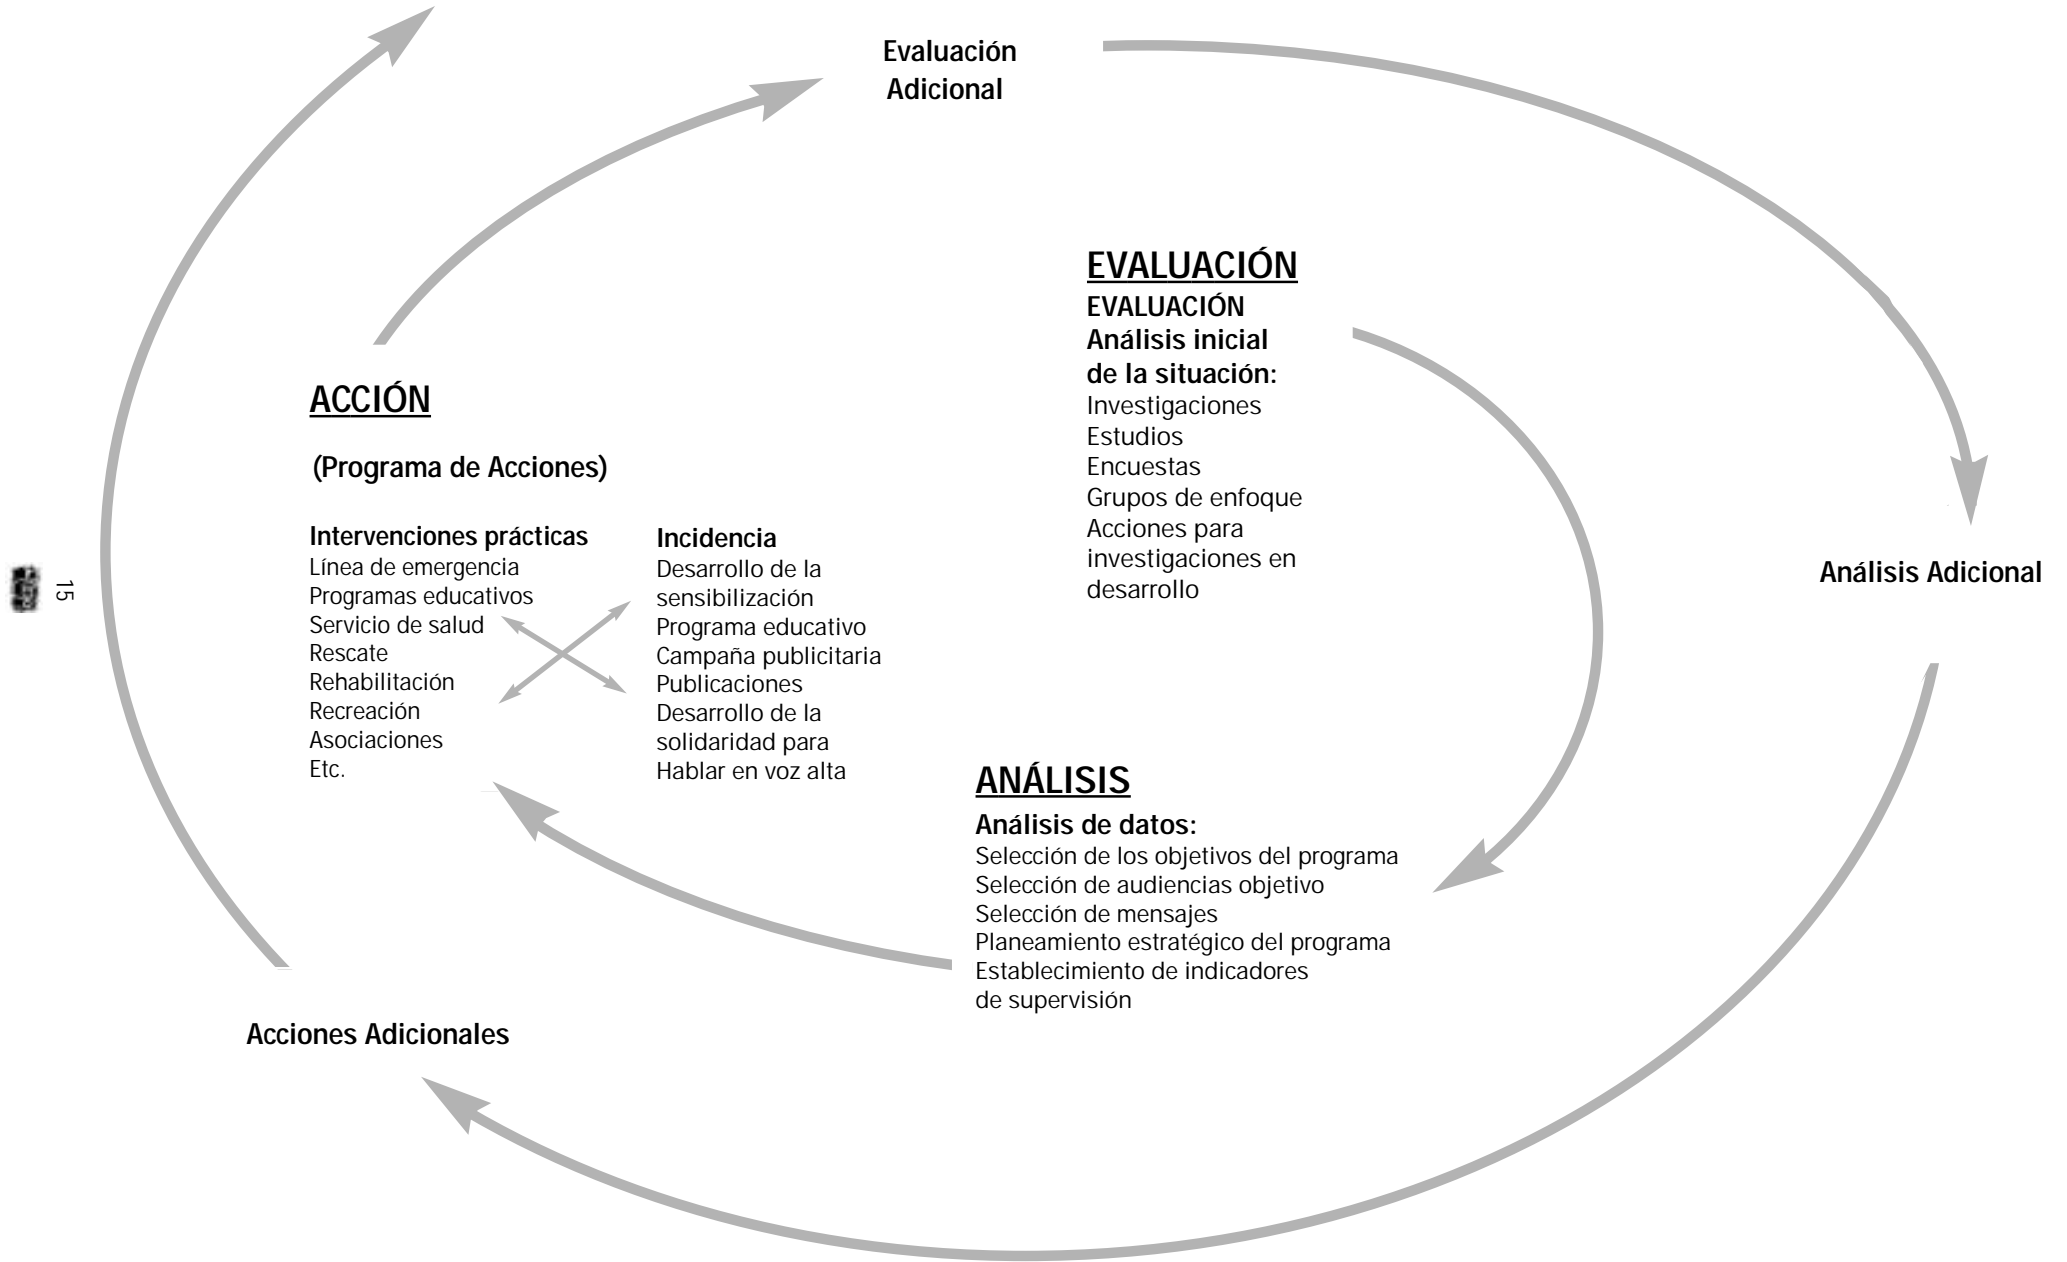 Evaluación
Adicional
EVALUACIÓN
EVALUACIÓN
Análisis inicial
de la situación:
Investigaciones
Estudios
Encuestas
Grupos de enfoque
Acciones para
investigaciones en
desarrollo
Análisis Adicional
ANÁLISIS
Análisis de datos:
Selección de los objetivos del programa
Selección de audiencias objetivo
Selección de mensajes
Planeamiento estratégico del programa
Establecimiento de indicadores
de supervisión
ACCIÓN
(Programa de Acciones)
Intervenciones prácticas
Línea de emergencia
Programas educativos
Servicio de salud
Rescate
Rehabilitación
Recreación
Asociaciones
Etc.
Incidencia
Desarrollo de la
sensibilización
Programa educativo
Campaña publicitaria
Publicaciones
Desarrollo de la
solidaridad para
Hablar en voz alta
Acciones Adicionales
15